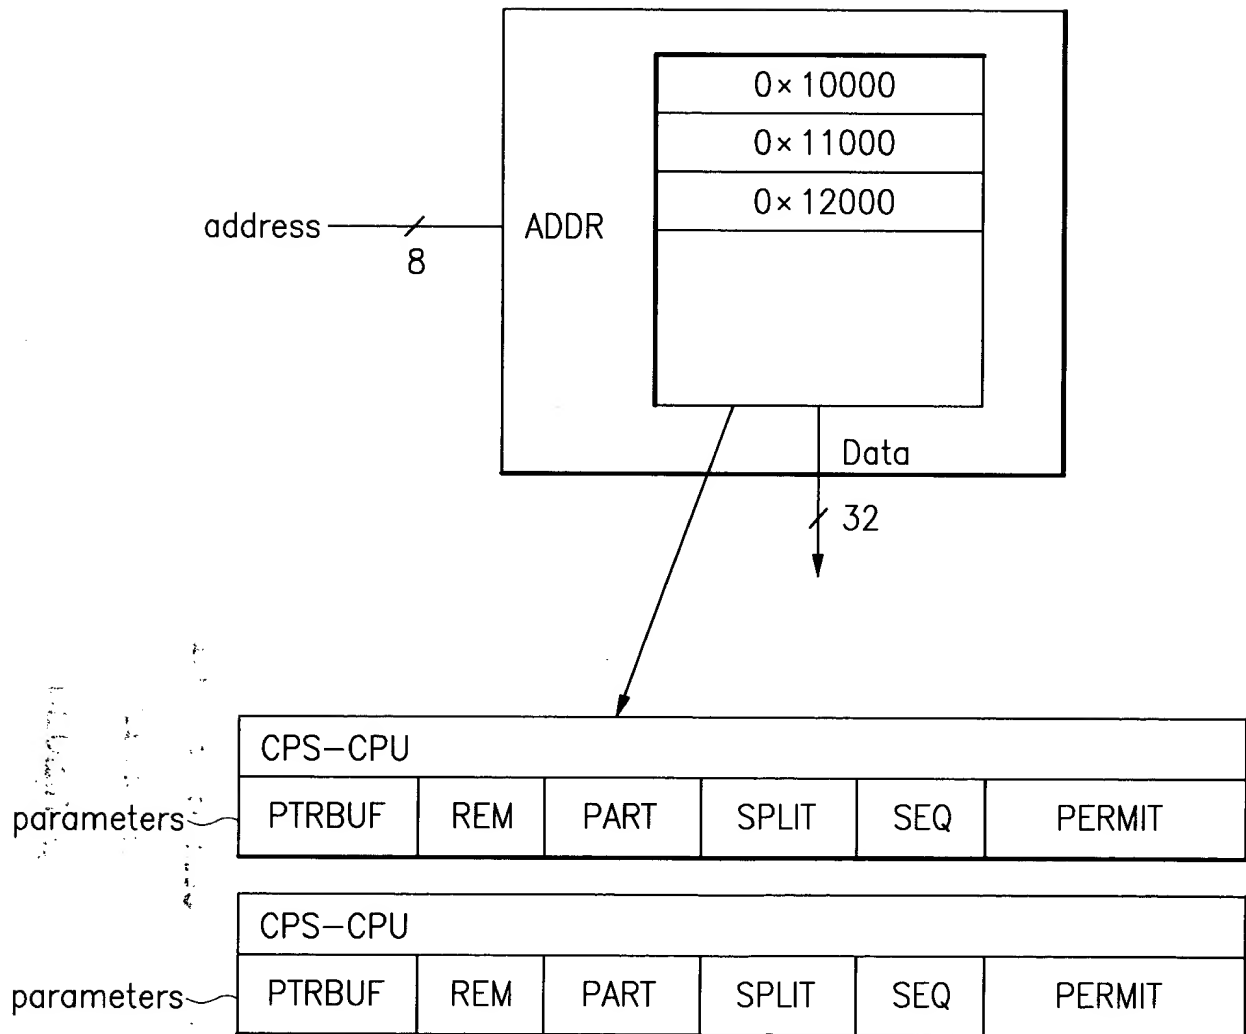 0×10000
0×11000
0×12000
address
8
ADDR
Data
32
CPS-CPU
parameters PTRBUF REM PART SPLIT SEQ PERMIT
CPS-CPU
parameters PTRBUF REM PART SPLIT SEQ PERMIT